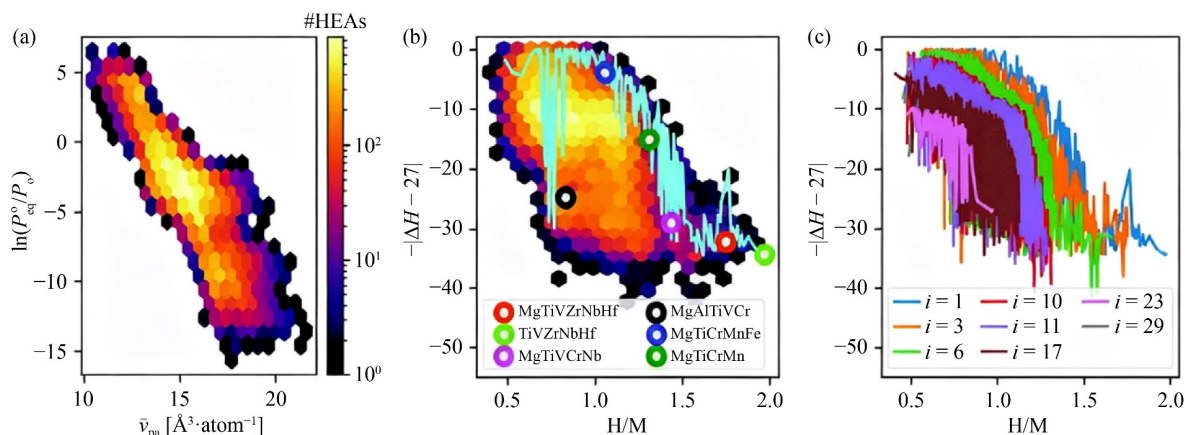 (a)
ln(P°eq/Po)
5
0
−5
−10
−15
10
15
20
v̄pa [Å³·atom⁻¹]
#HEAs
10²
10¹
10⁰
(b)
−|ΔH − 27|
0
−10
−20
−30
−40
−50
MgTiVZrNbHf
TiVZrNbHf
MgTiVCrNb
MgAlTiVCr
MgTiCrMnFe
MgTiCrMn
0.5
1.0
1.5
2.0
H/M
(c)
−|ΔH − 27|
0
−10
−20
−30
−40
−50
i = 1
i = 3
i = 6
i = 10
i = 11
i = 17
i = 23
i = 29
0.5
1.0
1.5
2.0
H/M